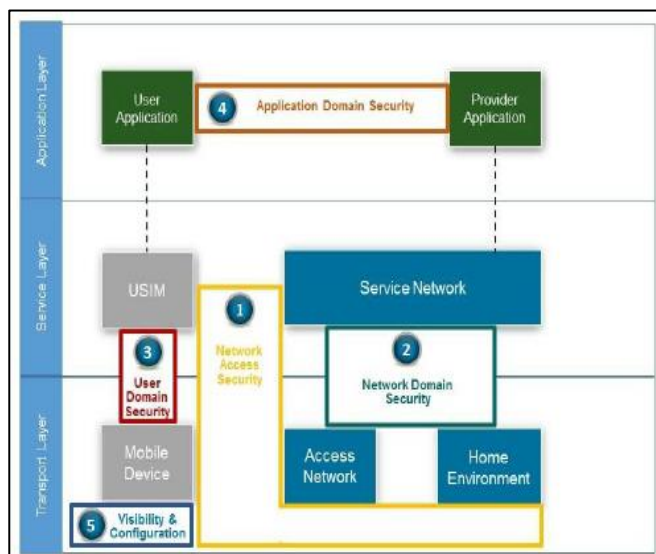 Application Layer
User
Application
4
Application Domain Security
Provider
Application
Service Layer
USIM
1
Network
Access
Security
Service Network
3
User
Domain
Security
2
Network Domain
Security
Transport Layer
Mobile
Device
Access
Network
Home
Environment
5
Visibility &
Configuration